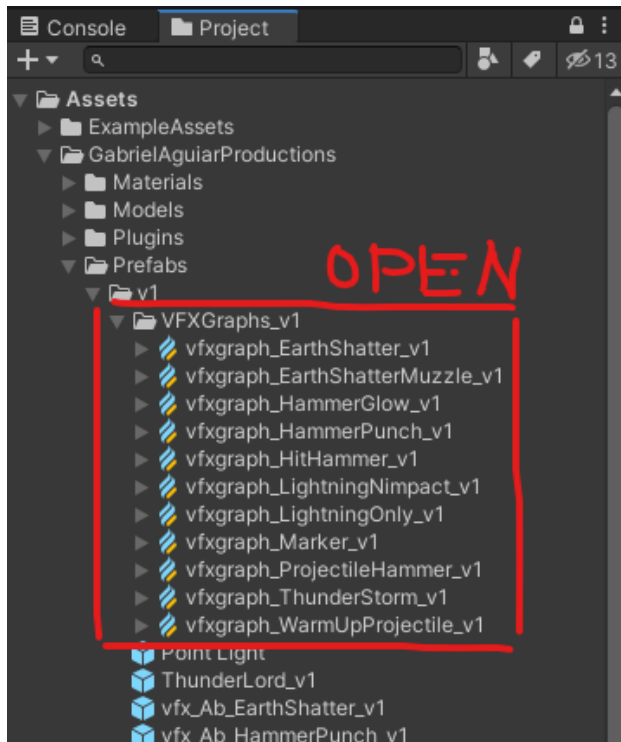 Console Project
13
Assets
ExampleAssets
GabrielAguiarProductions
Materials
Models
Plugins
Prefabs
OPEN
v1
VFXGraphs_v1
vfxgraph_EarthShatter_v1
vfxgraph_EarthShatterMuzzle_v1
vfxgraph_HammerGlow_v1
vfxgraph_HammerPunch_v1
vfxgraph_HitHammer_v1
vfxgraph_LightningNimpact_v1
vfxgraph_LightningOnly_v1
vfxgraph_Marker_v1
vfxgraph_ProjectileHammer_v1
vfxgraph_ThunderStorm_v1
vfxgraph_WarmUpProjectile_v1
Point Light
ThunderLord_v1
vfx_Ab_EarthShatter_v1
vfx_Ab_HammerPunch_v1